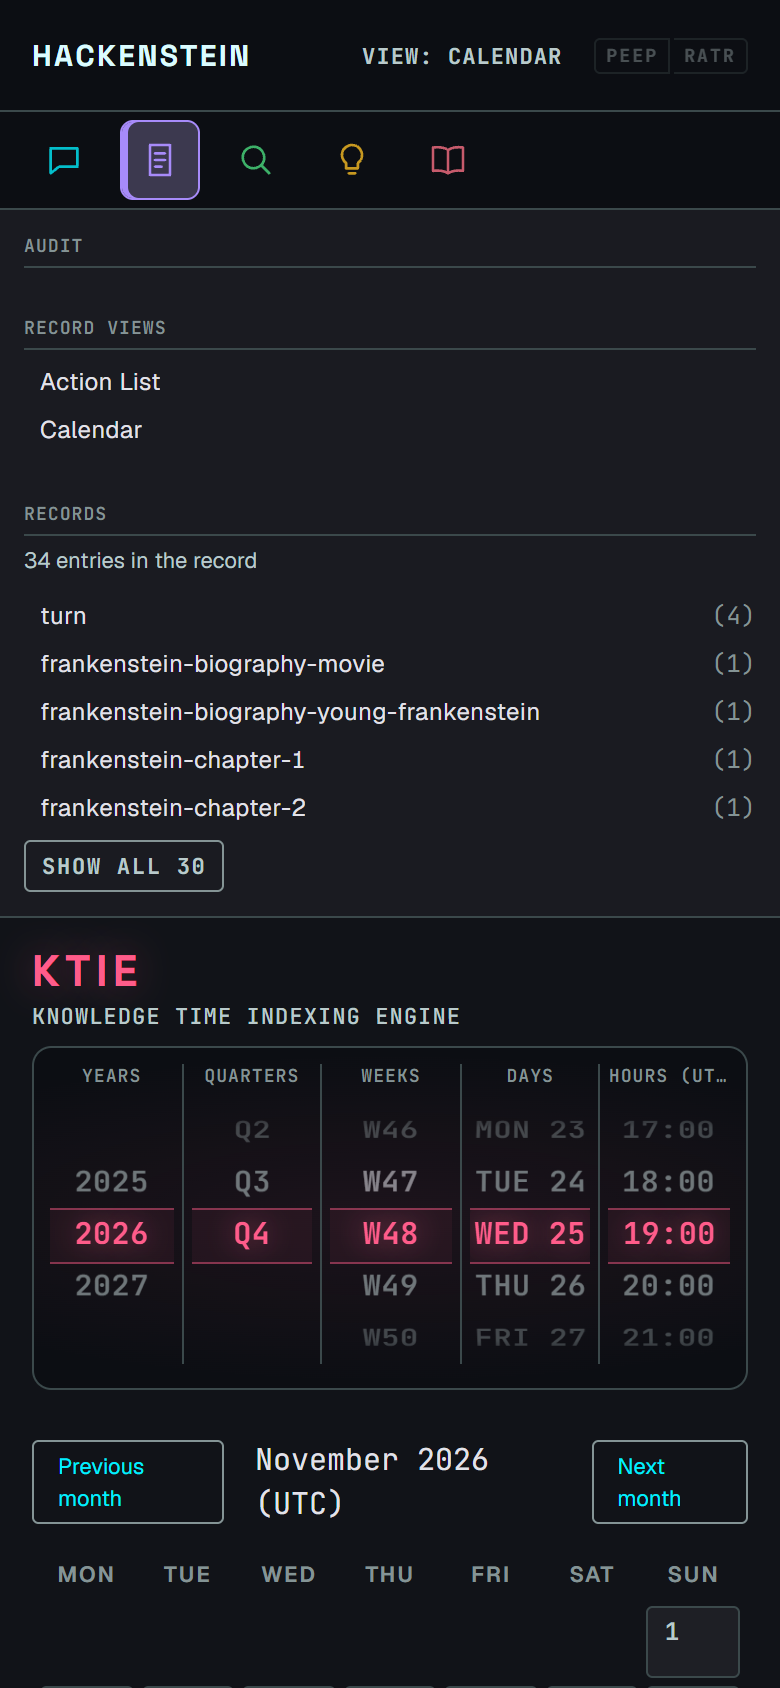 HACKENSTEIN
VIEW: CALENDAR
PEEP RATR
AUDIT
RECORD VIEWS
Action List
Calendar
RECORDS
34 entries in the record
turn (4)
frankenstein-biography-movie (1)
frankenstein-biography-young-frankenstein (1)
frankenstein-chapter-1 (1)
frankenstein-chapter-2 (1)
SHOW ALL 30
KTIE
KNOWLEDGE TIME INDEXING ENGINE
YEARS QUARTERS WEEKS DAYS HOURS (UT…
Q2 W46 MON 23 17:00
2025 Q3 W47 TUE 24 18:00
2026 Q4 W48 WED 25 19:00
2027 W49 THU 26 20:00
W50 FRI 27 21:00
Previous month
November 2026 (UTC)
Next month
MON TUE WED THU FRI SAT SUN
1